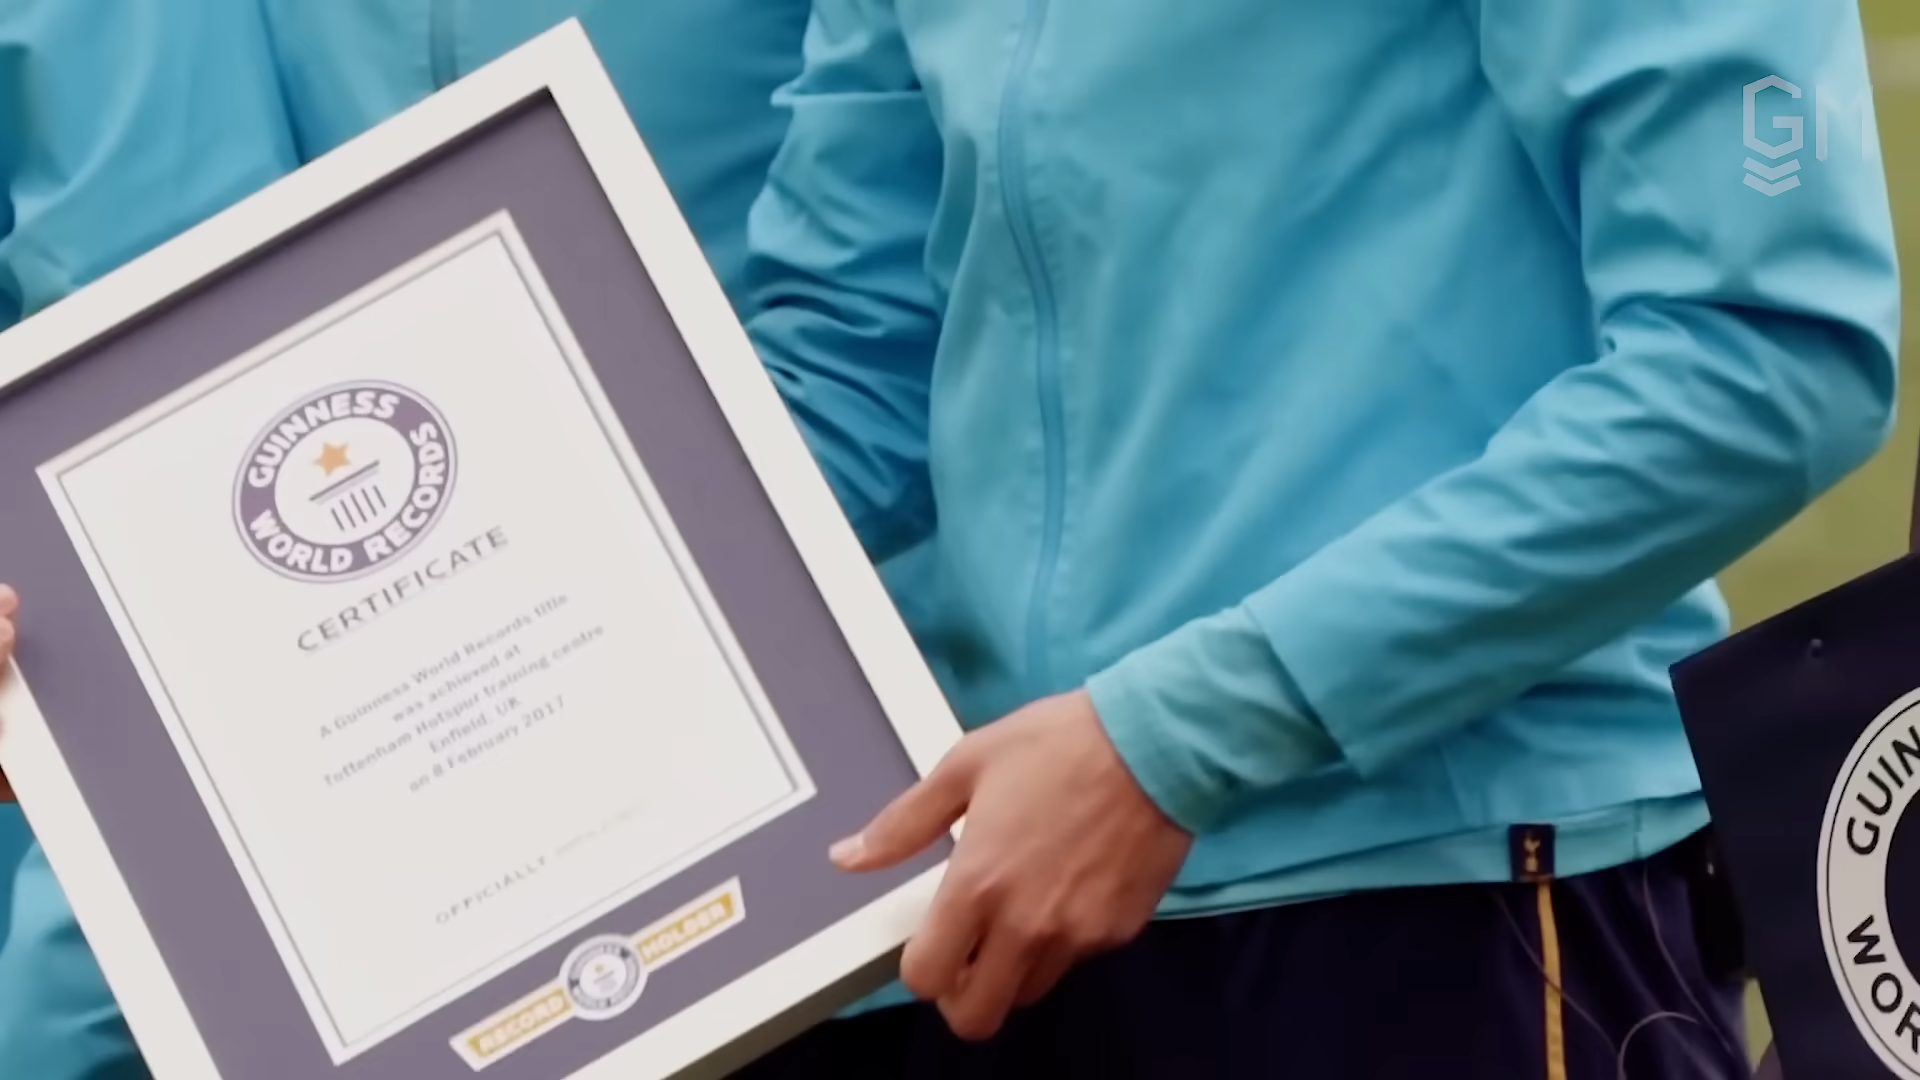 GM
GUINNESS
WORLD RECORDS
CERTIFICATE
A Guinness World Records title
was achieved at
Tottenham Hotspur training centre
Enfield, UK
on 8 February 2017
OFFICIALLY
RECORD HOLDER
GUIN
WOR